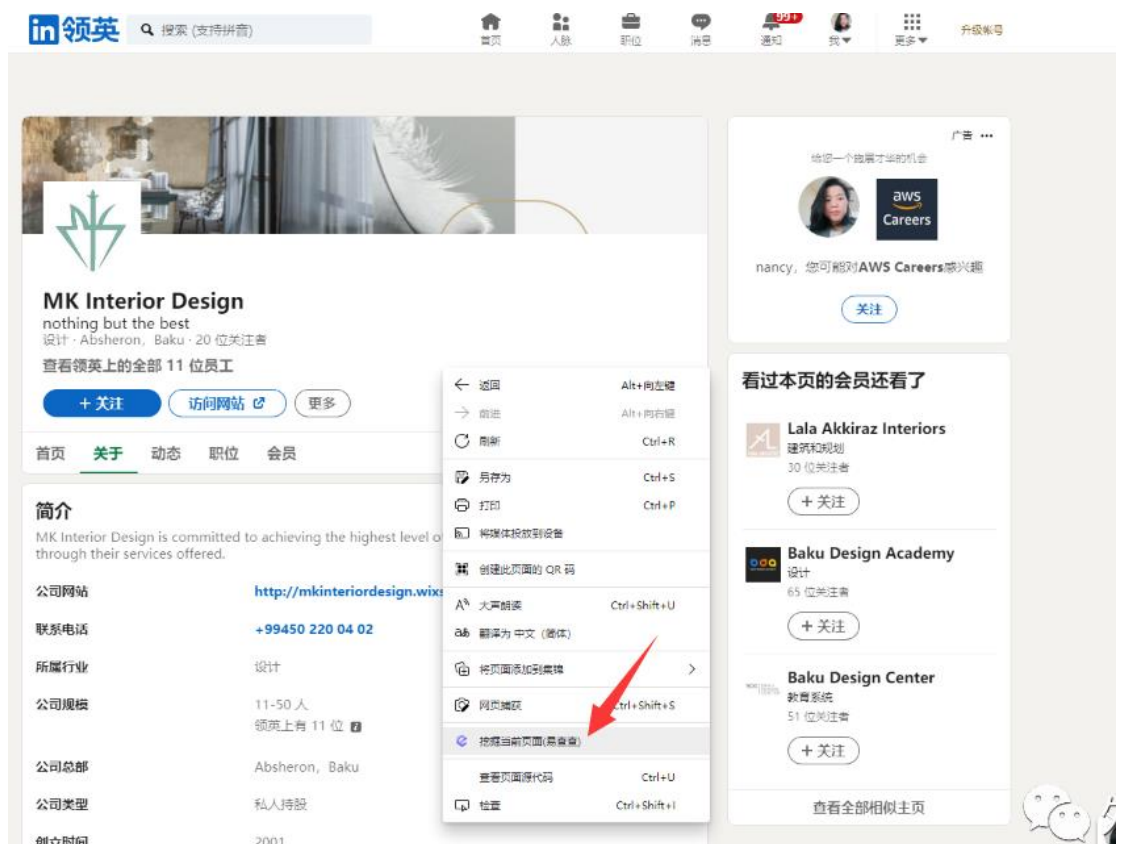 in 领英
搜索 (支持拼音)
首页
人脉
职位
消息
99+
通知
我
更多
升级帐号
MK Interior Design
nothing but the best
设计 · Absheron, Baku · 20 位关注者
查看领英上的全部 11 位员工
+ 关注
访问网站
更多
首页
关于
动态
职位
会员
简介
MK Interior Design is committed to achieving the highest level o
through their services offered.
公司网站
http://mkinteriordesign.wixs
联系电话
+99450 220 04 02
所属行业
设计
公司规模
11-50 人
领英上有 11 位
公司总部
Absheron, Baku
公司类型
私人持股
创立时间
2001
返回 Alt+向左键
前进 Alt+向右键
刷新 Ctrl+R
另存为 Ctrl+S
打印 Ctrl+P
将媒体投放到设备
创建此页面的 QR 码
大声朗读 Ctrl+Shift+U
翻译为 中文 (简体)
将页面添加到集锦
网页捕获 Ctrl+Shift+S
挖掘当前页面(易查查)
查看页面源代码 Ctrl+U
检查 Ctrl+Shift+I
广告
给您一个施展才华的机会
aws
Careers
nancy, 您可能对AWS Careers感兴趣
关注
看过本页的会员还看了
Lala Akkiraz Interiors
建筑和规划
30 位关注者
+ 关注
Baku Design Academy
设计
65 位关注者
+ 关注
Baku Design Center
教育系统
51 位关注者
+ 关注
查看全部相似主页